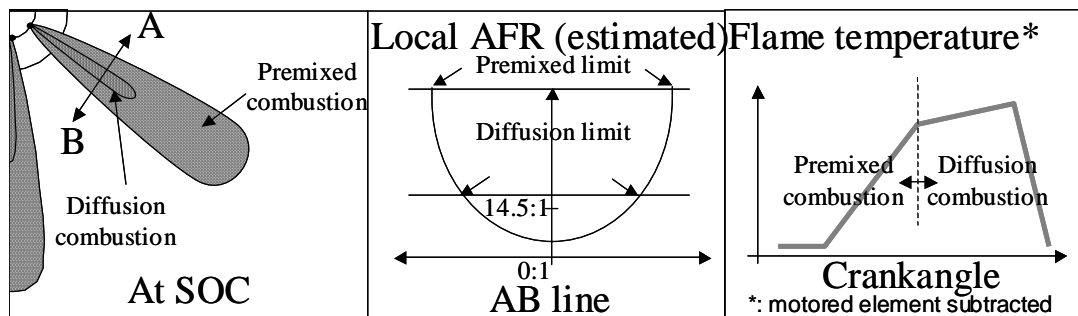 A
Premixed
combustion
B
Diffusion
combustion
At SOC
Local AFR (estimated)
Premixed limit
Diffusion limit
14.5:1
0:1
AB line
Flame temperature*
Premixed
combustion
Diffusion
combustion
Crankangle
*: motored element subtracted